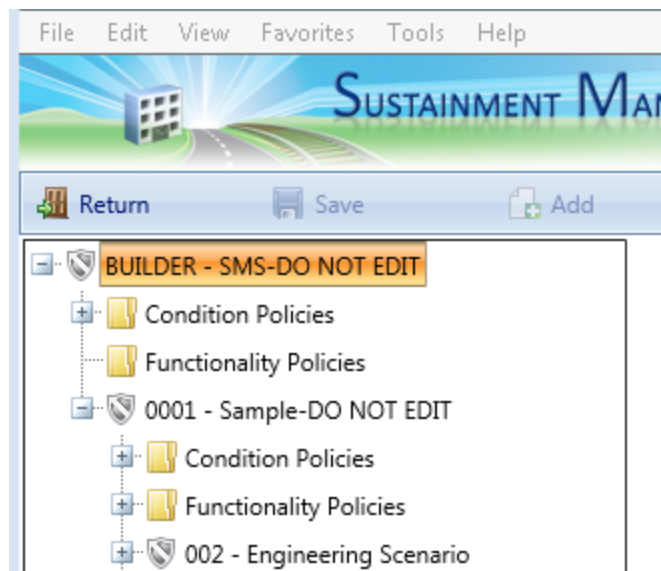 File Edit View Favorites Tools Help
SUSTAINMENT
Return Save Add
BUILDER - SMS-DO NOT EDIT
Condition Policies
Functionality Policies
0001 - Sample-DO NOT EDIT
Condition Policies
Functionality Policies
002 - Engineering Scenario